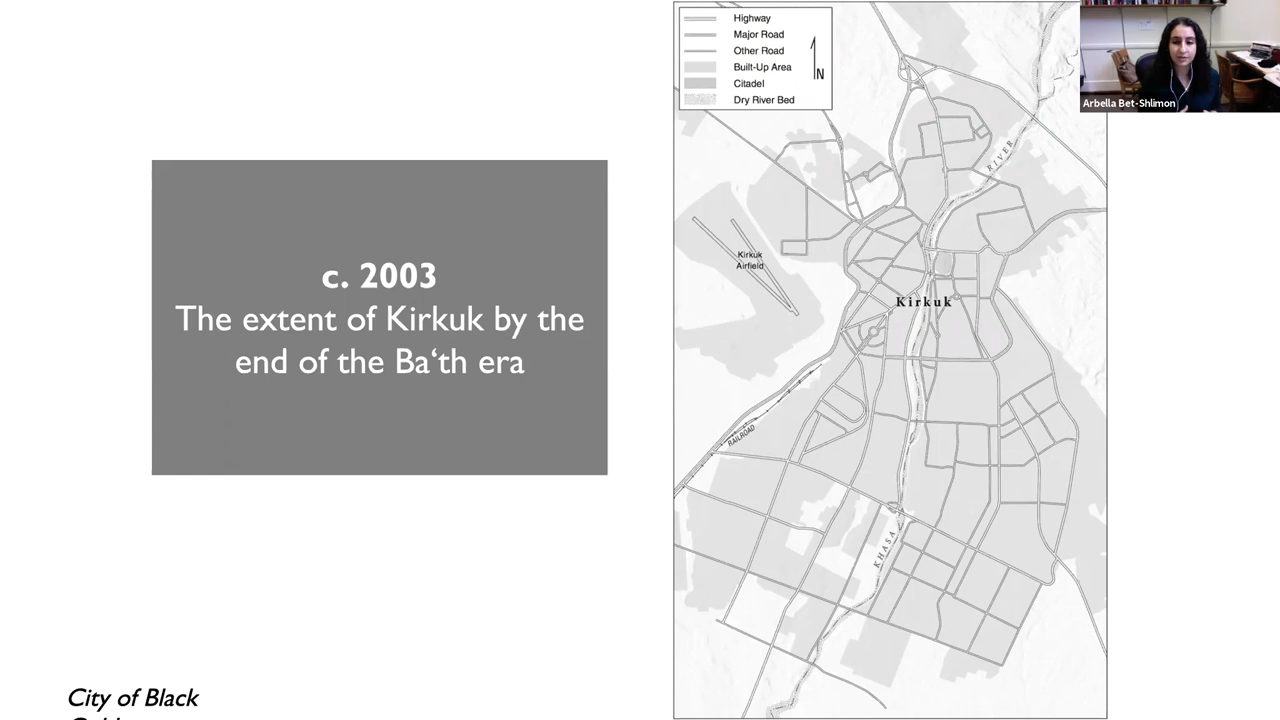 c. 2003
The extent of Kirkuk by the
end of the Ba‘th era
City of Black
Highway
Major Road
Other Road
Built-Up Area
Citadel
Dry River Bed
N
RIVER
Kirkuk
Airfield
Kirkuk
RAILROAD
KHASA
Arbella Bet-Shlimon